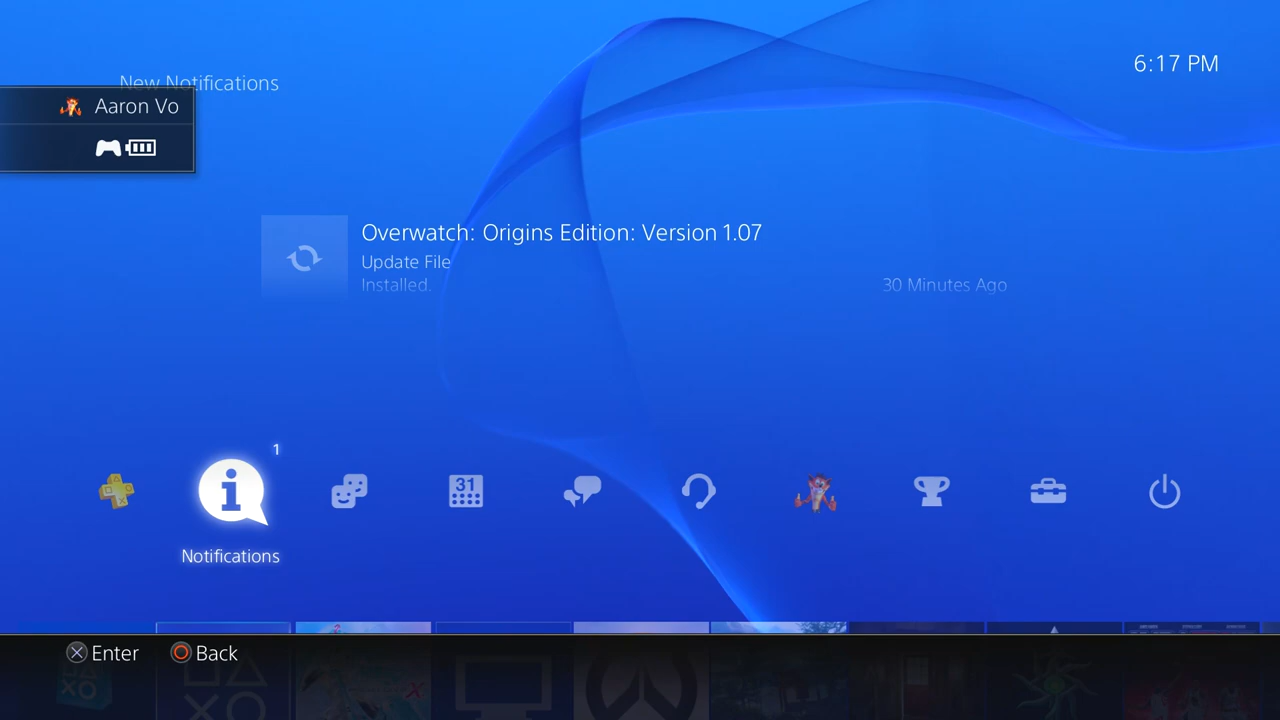 New Notifications
6:17 PM
Aaron Vo
Overwatch: Origins Edition: Version 1.07
Update File
Installed.
30 Minutes Ago
1
31
Notifications
Enter
Back